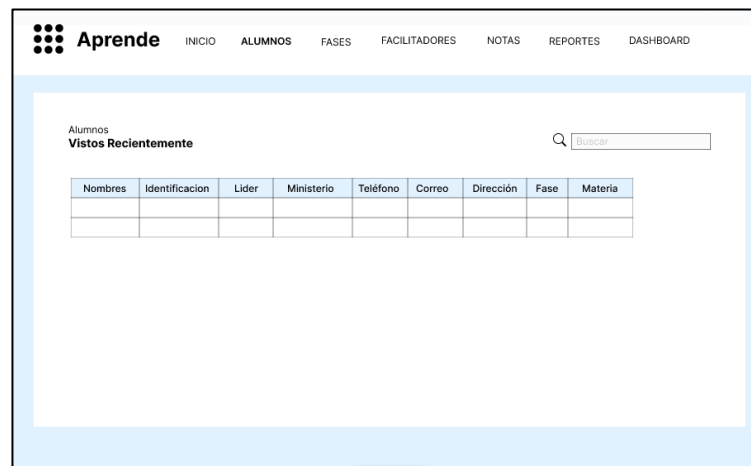 Aprende INICIO ALUMNOS FASES FACILITADORES NOTAS REPORTES DASHBOARD
Alumnos
Vistos Recientemente
Buscar
Nombres Identificacion Lider Ministerio Teléfono Correo Dirección Fase Materia